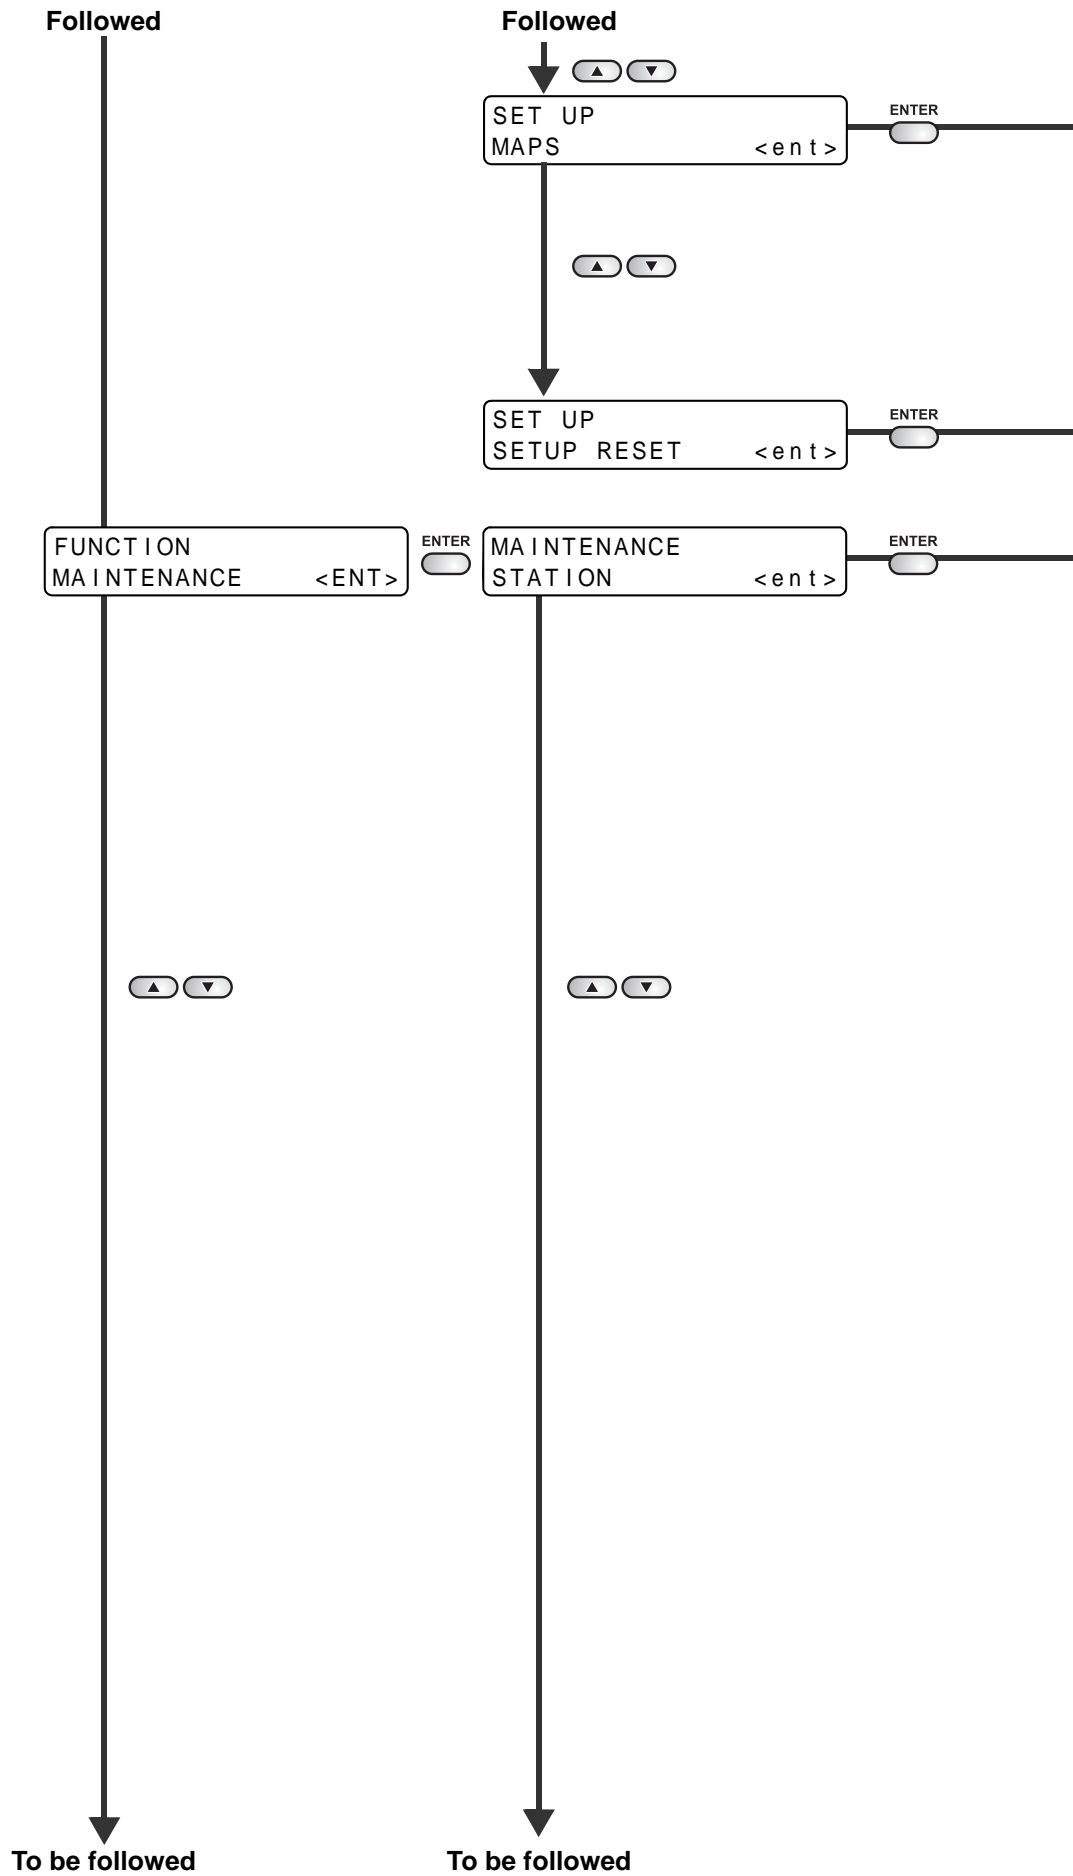 Followed
Followed
SET UP
MAPS <ent>
ENTER
SET UP
SETUP RESET <ent>
ENTER
FUNCTION
MAINTENANCE <ENT>
ENTER
MAINTENANCE
STATION <ent>
ENTER
To be followed
To be followed